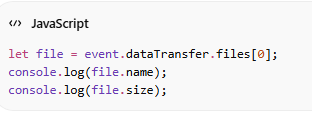 </> JavaScript
let file = event.dataTransfer.files[0];
console.log(file.name);
console.log(file.size);